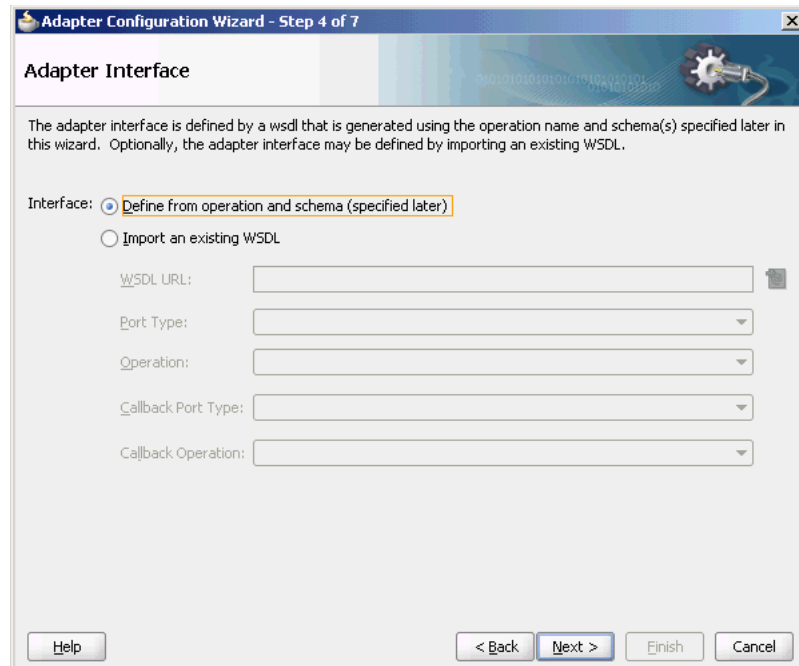 Adapter Configuration Wizard - Step 4 of 7
Adapter Interface
The adapter interface is defined by a wsdl that is generated using the operation name and schema(s) specified later in
this wizard. Optionally, the adapter interface may be defined by importing an existing WSDL.
Interface: Define from operation and schema (specified later)
Import an existing WSDL
WSDL URL:
Port Type:
Operation:
Callback Port Type:
Callback Operation:
Help < Back Next > Finish Cancel